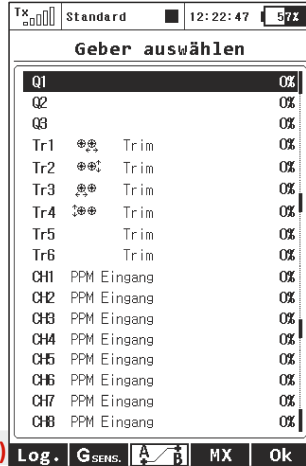 Tx Standard 12:22:47 57%
Geber auswählen
Q1 0%
Q2 0%
Q3 0%
Tr1 Trim 0%
Tr2 Trim 0%
Tr3 Trim 0%
Tr4 Trim 0%
Tr5 Trim 0%
Tr6 Trim 0%
CH1 PPM Eingang 0%
CH2 PPM Eingang 0%
CH3 PPM Eingang 0%
CH4 PPM Eingang 0%
CH5 PPM Eingang 0%
CH6 PPM Eingang 0%
CH7 PPM Eingang 0%
CH8 PPM Eingang 0%
) Log. GSENS. A B MX Ok